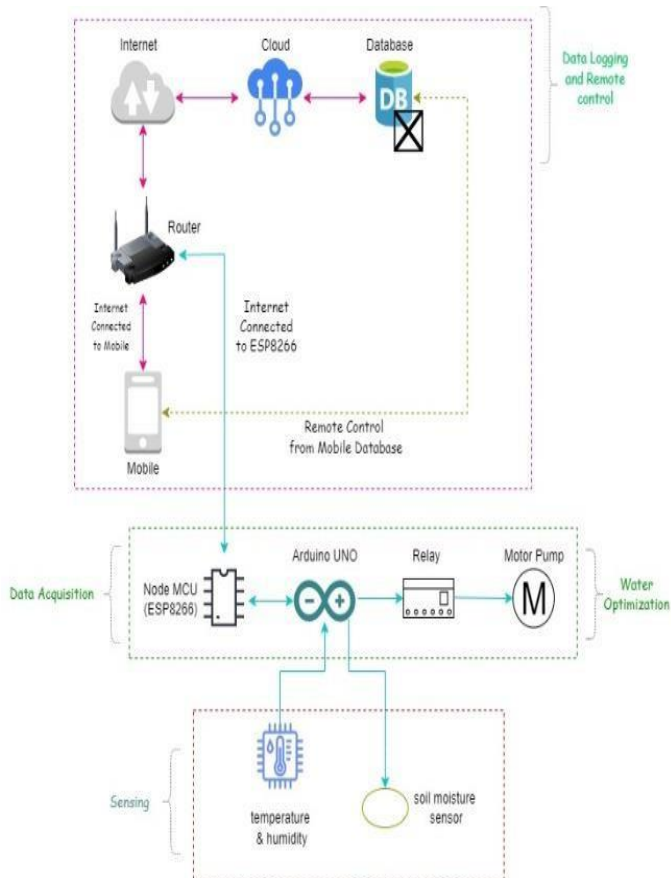 Internet
Cloud
Database
DB
Data Logging
and Remote
control
Router
Internet
Connected
to Mobile
Internet
Connected
to ESP8266
Remote Control
from Mobile Database
Mobile
Data Acquisition
Node MCU
(ESP8266)
Arduino UNO
Relay
Motor Pump
M
Water
Optimization
Sensing
temperature
& humidity
soil moisture
sensor